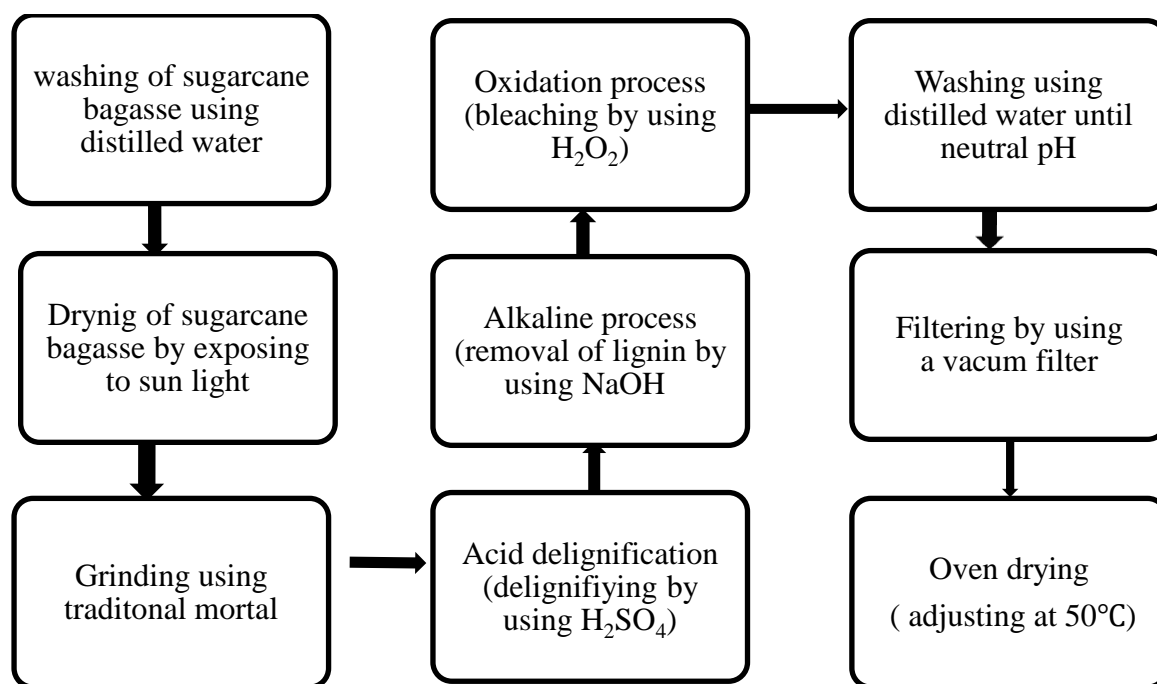 washing of sugarcane
bagasse using
distilled water
Drynig of sugarcane
bagasse by exposing
to sun light
Grinding using
traditonal mortal
Acid delignification
(delignifiying by
using H₂SO₄)
Alkaline process
(removal of lignin by
using NaOH
Oxidation process
(bleaching by using
H₂O₂)
Washing using
distilled water until
neutral pH
Filtering by using
a vacum filter
Oven drying
( adjusting at 50℃)